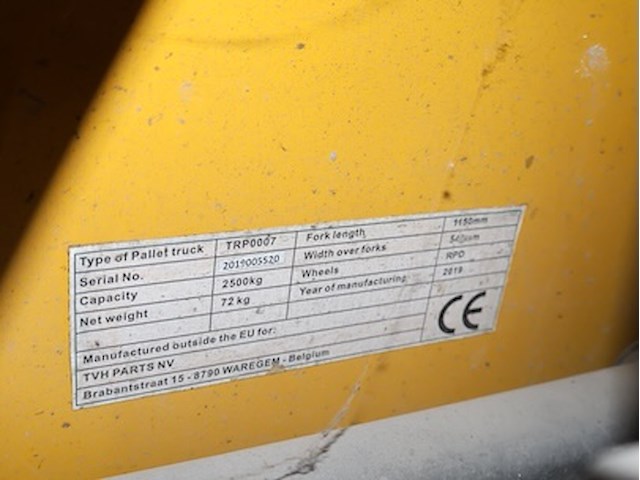 Type of Pallet truck TRP0007 Fork length 1150mm
Serial No. 2019005520 Width over forks 540mm
Capacity 2500kg Wheels RPD
Net weight 72 kg Year of manufacturing 2019
Manufactured outside the EU for:
TVH PARTS NV
Brabantstraat 15 - 8790 WAREGEM - Belgium
CE